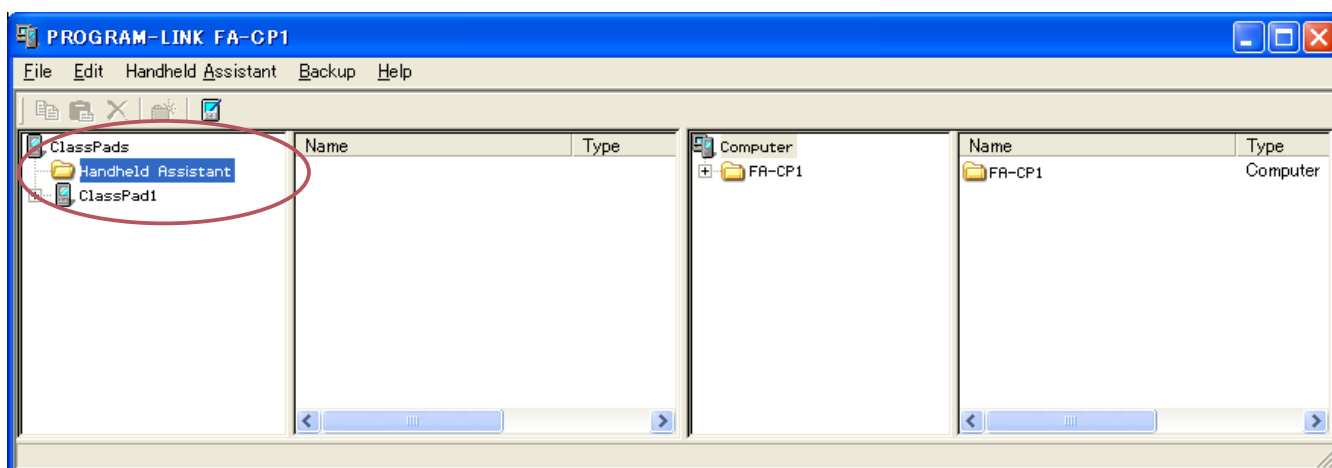 PROGRAM-LINK FA-CP1
File Edit Handheld Assistant Backup Help
ClassPads
Handheld Assistant
ClassPad1
Name Type
Computer
FA-CP1
Name Type
FA-CP1 Computer